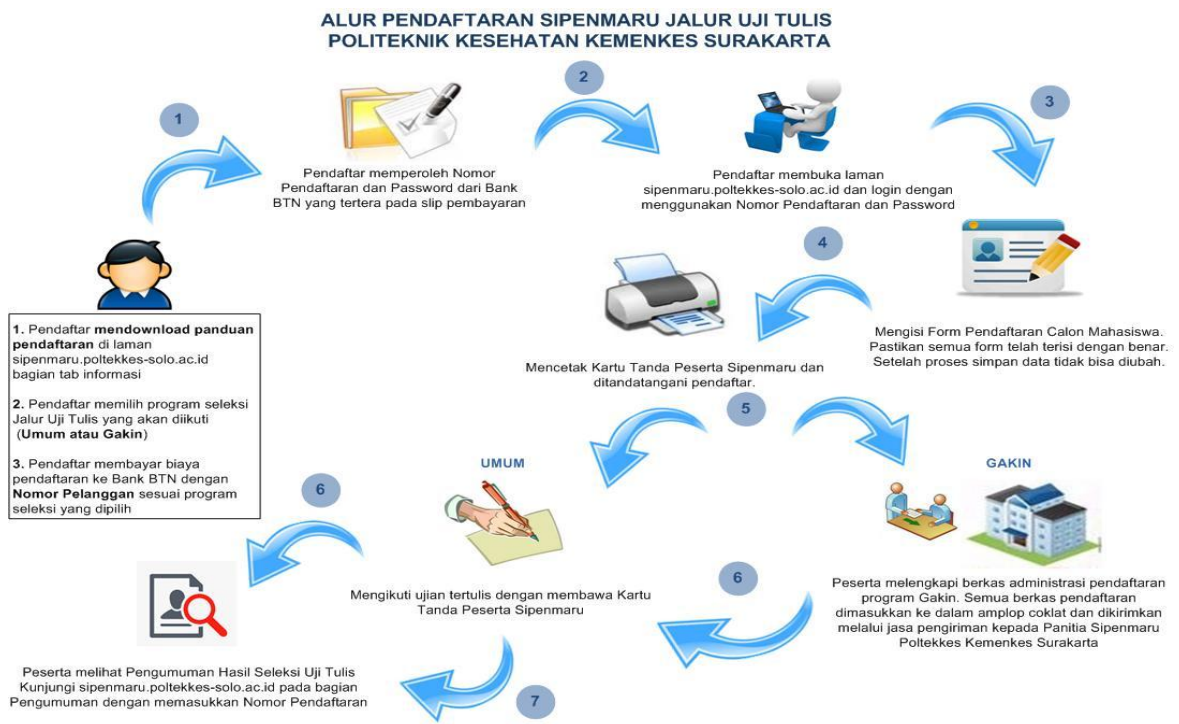 ALUR PENDAFTARAN SIPENMARU JALUR UJI TULIS
POLITEKNIK KESEHATAN KEMENKES SURAKARTA
1
Pendaftar memperoleh Nomor
Pendaftaran dan Password dari Bank
BTN yang tertera pada slip pembayaran
2
Pendaftar membuka laman
sipenmaru.poltekkes-solo.ac.id dan login dengan
menggunakan Nomor Pendaftaran dan Password
3
1. Pendaftar mendownload panduan
pendaftaran di laman
sipenmaru.poltekkes-solo.ac.id
bagian tab informasi
2. Pendaftar memilih program seleksi
Jalur Uji Tulis yang akan diikuti
(Umum atau Gakin)
3. Pendaftar membayar biaya
pendaftaran ke Bank BTN dengan
Nomor Pelanggan sesuai program
seleksi yang dipilih
Mengisi Form Pendaftaran Calon Mahasiswa.
Pastikan semua form telah terisi dengan benar.
Setelah proses simpan data tidak bisa diubah.
4
Mencetak Kartu Tanda Peserta Sipenmaru dan
ditandatangani pendaftar.
5
UMUM
Mengikuti ujian tertulis dengan membawa Kartu
Tanda Peserta Sipenmaru
GAKIN
Peserta melengkapi berkas administrasi pendaftaran
program Gakin. Semua berkas pendaftaran
dimasukkan ke dalam amplop coklat dan dikirimkan
melalui jasa pengiriman kepada Panitia Sipenmaru
Poltekkes Kemenkes Surakarta
6
6
7
Peserta melihat Pengumuman Hasil Seleksi Uji Tulis
Kunjungi sipenmaru.poltekkes-solo.ac.id pada bagian
Pengumuman dengan memasukkan Nomor Pendaftaran